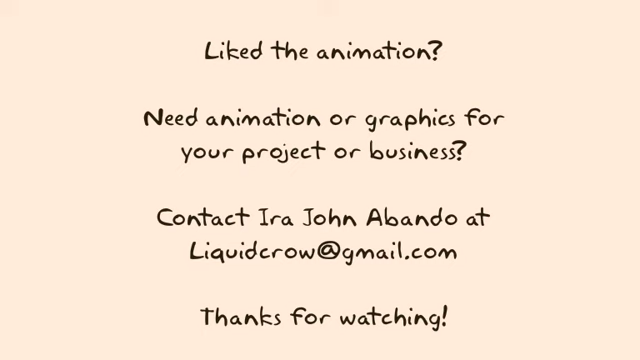 Liked the animation?
Need animation or graphics for
your project or business?
Contact Ira John Abando at
Liquidcrow@gmail.com
Thanks for watching!